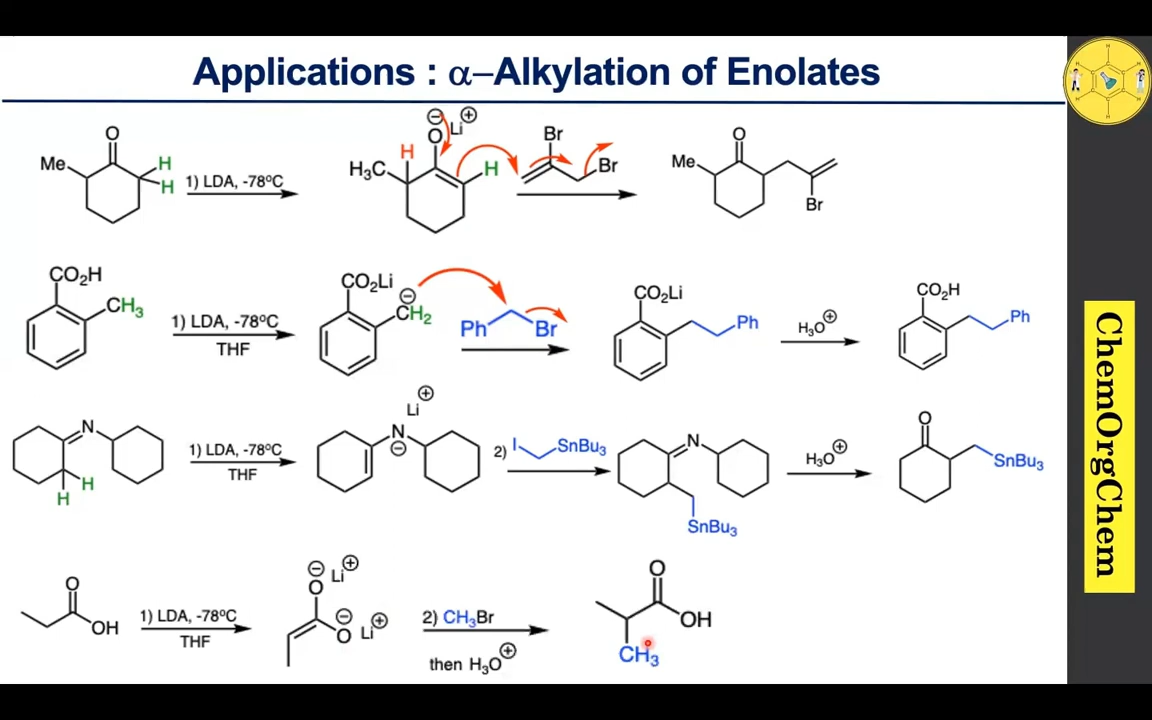 Applications : α–Alkylation of Enolates
O
Me
H
H
1) LDA, -78ºC
⊖
O Li⊕
H
H₃C
H
Br
Br
O
Me
Br
CO₂H
CH₃
1) LDA, -78ºC
THF
CO₂Li
⊖
CH₂
Ph Br
CO₂Li
Ph
H₃O⊕
CO₂H
Ph
N
H
H
1) LDA, -78ºC
THF
Li⊕
N
⊖
2) I SnBu₃
N
SnBu₃
H₃O⊕
O
SnBu₃
O
OH
1) LDA, -78ºC
THF
⊖
O Li⊕
⊖
O Li⊕
2) CH₃Br
then H₃O⊕
O
OH
CH₃
ChemOrgChem